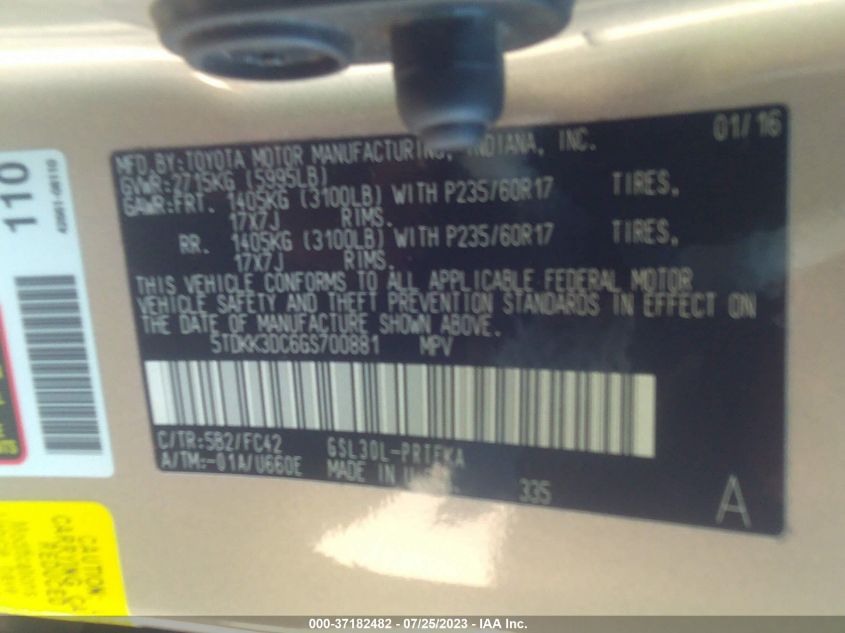 MFD. BY: TOYOTA MOTOR MANUFACTURING, INDIANA, INC. 01/16
GVWR: 2715KG (5995LB)
GAWR: FRT. 1405KG (3100LB) WITH P235/60R17 TIRES,
17X7J RIMS.
RR. 1405KG (3100LB) WITH P235/60R17 TIRES,
17X7J RIMS.
THIS VEHICLE CONFORMS TO ALL APPLICABLE FEDERAL MOTOR
VEHICLE SAFETY AND THEFT PREVENTION STANDARDS IN EFFECT ON
THE DATE OF MANUFACTURE SHOWN ABOVE.
5TDKK3DC6GS700881 MPV
C/TR:5B2/FC42 GSL30L-PRTEKA
A/TM:-01A/U660E MADE IN
335 A
110
CAUTION
CARRYING
REDUCED
000-37182482 - 07/25/2023 - IAA Inc.